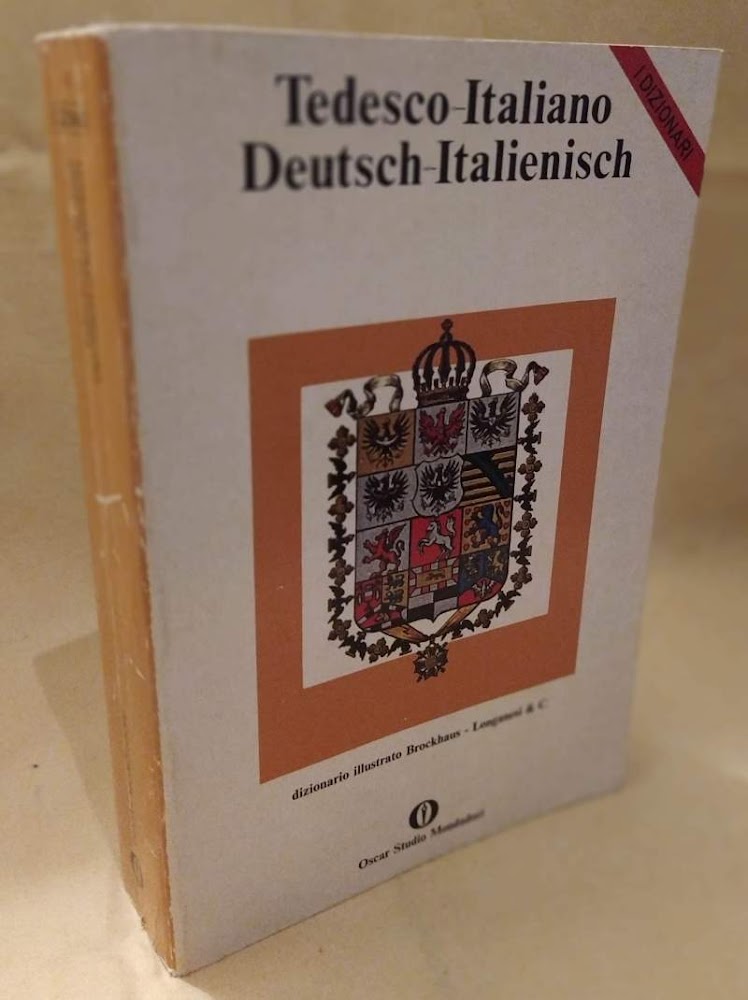 I DIZIONARI
Tedesco-Italiano
Deutsch-Italienisch
dizionario illustrato Brockhaus - Longanesi & C
Oscar Studio Mondadori